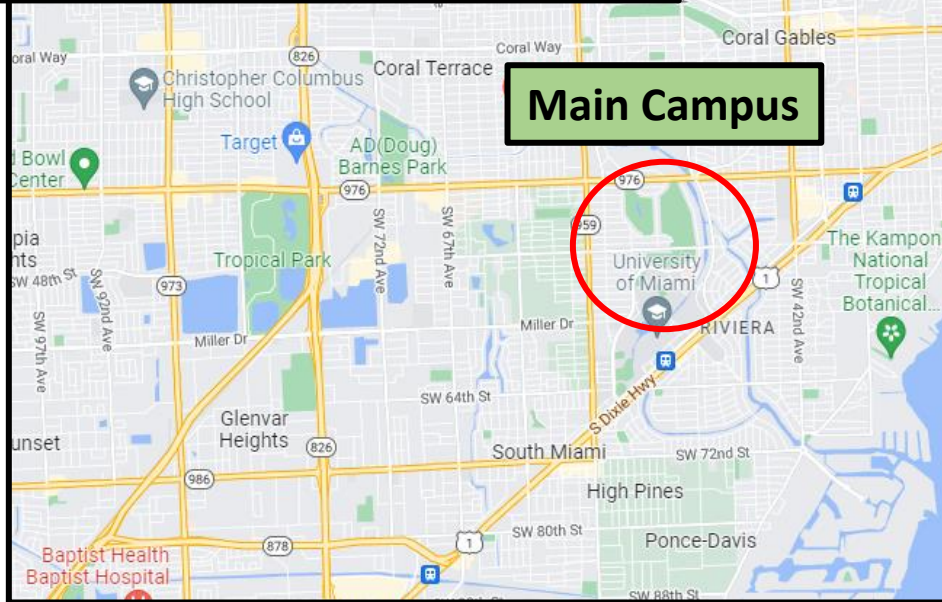 oral Way
826
Coral Way
Coral Gables
Christopher Columbus
High School
Coral Terrace
Main Campus
Target
AD(Doug)
Barnes Park
d Bowl
Center
976
976
959
SW 72nd Ave
SW 67th Ave
pia
nts
Tropical Park
University
of Miami
The Kampon
National
Tropical
Botanical...
SW 48th St
SW 92nd Ave
973
1
SW 42nd Ave
SW 97th Ave
Miller Dr
Miller Dr
RIVIERA
SW 64th St
S Dixie Hwy
Glenvar
Heights
unset
826
South Miami
SW 72nd St
986
High Pines
878
1
SW 80th St
Ponce-Davis
Baptist Health
Baptist Hospital
SW 88th St